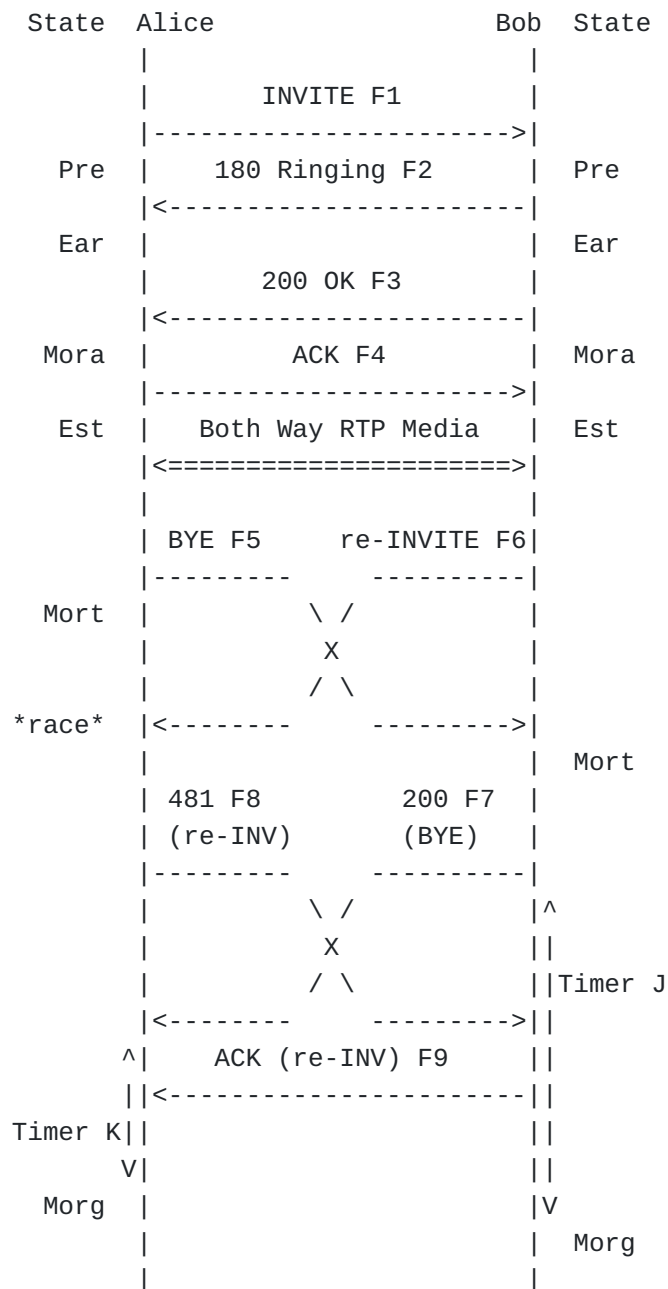 State  Alice                  Bob  State
         |                         |
         |       INVITE F1         |
         |------------------------>|
    Pre  |    180 Ringing F2       |  Pre
         |<------------------------|
    Ear  |                         |  Ear
         |       200 OK F3         |
         |<------------------------|
   Mora  |         ACK F4          |  Mora
         |------------------------>|
    Est  |   Both Way RTP Media    |  Est
         |<=======================>|
         |                         |
         | BYE F5     re-INVITE F6|
         |---------     ----------|
   Mort  |          \ /            |
         |           X             |
         |          / \            |
 *race*  |<--------     --------->|
         |                         |  Mort
         | 481 F8         200 F7  |
         | (re-INV)       (BYE)   |
         |---------     ----------|
         |          \ /            |^
         |           X             ||
         |          / \            ||Timer J
         |<--------     --------->||
        ^|    ACK (re-INV) F9     ||
        ||<-----------------------||
 Timer K||                         ||
        V|                         ||
   Morg  |                         |V
         |                         |  Morg
         |                         |